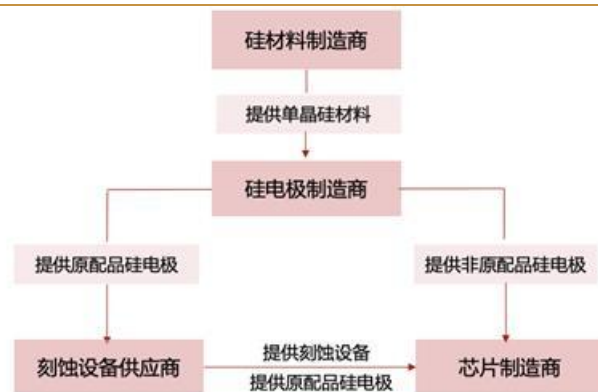 硅材料制造商
提供单晶硅材料
硅电极制造商
提供原配品硅电极
提供非原配品硅电极
刻蚀设备供应商
提供刻蚀设备
提供原配品硅电极
芯片制造商